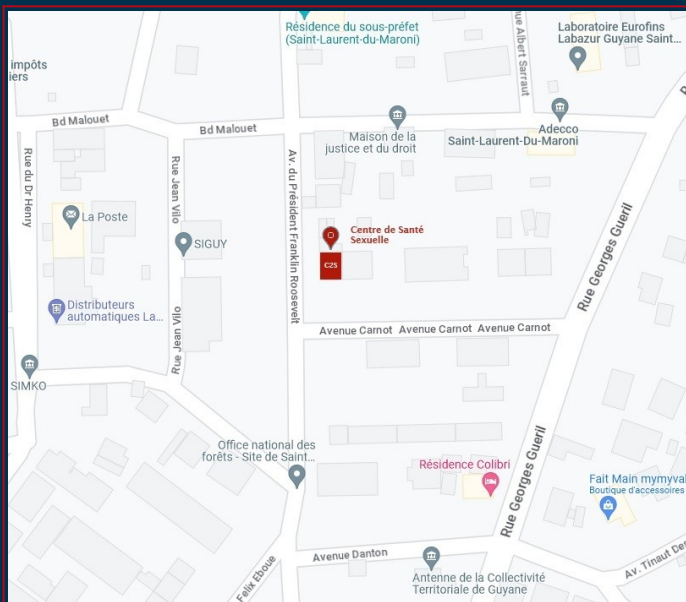 Résidence du sous-préfet
(Saint-Laurent-du-Maroni)
Rue Albert Sarraut
Laboratoire Eurofins
Labazur Guyane Saint...
impôts
iers
Bd Malouet
Bd Malouet
Maison de la
justice et du droit
Adecco
Saint-Laurent-Du-Maroni
Rue du Dr Henry
Rue Jean Vilo
Av. du Président Franklin Roosevelt
La Poste
SIGUY
Centre de Santé
Sexuelle
C2S
Rue Georges Gueril
Distributeurs
automatiques La...
Rue Jean Vilo
Avenue Carnot Avenue Carnot Avenue Carnot
SIMKO
Office national des
forêts - Site de Saint...
Résidence Colibri
Rue Georges Gueril
Fait Main mymyval
Boutique d'accessoires
Avenue Danton
Felix Eboue
Antenne de la Collectivité
Territoriale de Guyane
Av. Tinaut Des